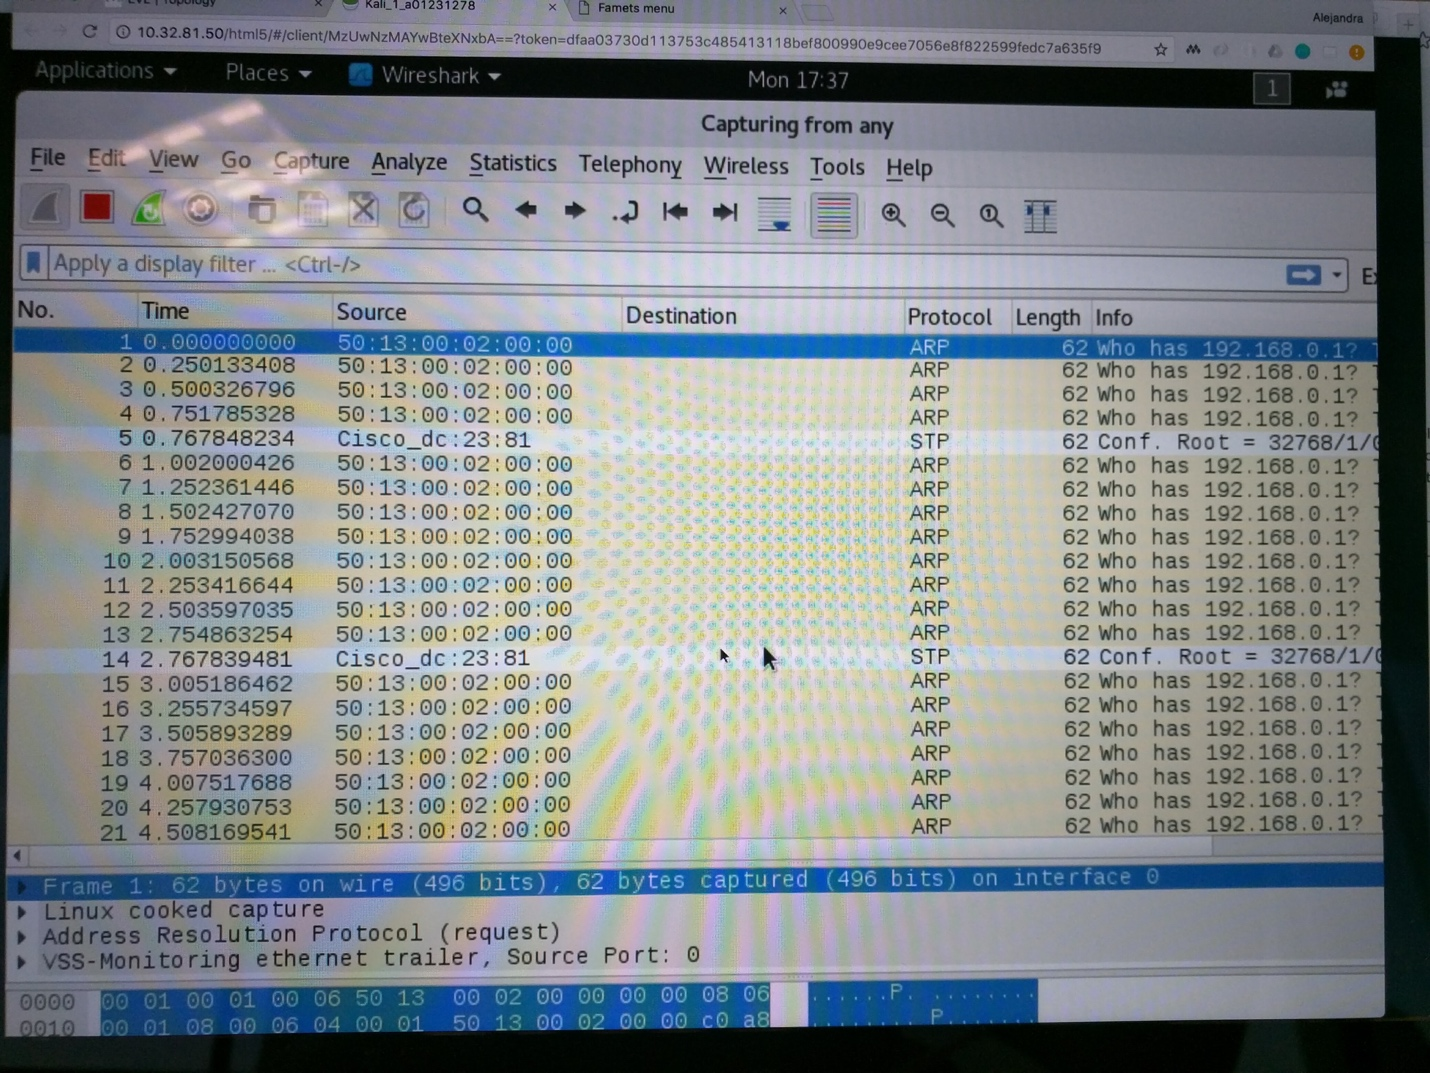 Topology
Kali_1_a01231278
Famets menu
Alejandra
10.32.81.50/html5/#/client/MzUwNzMAYwBteXNxbA==?token=dfaa03730d113753c485413118bef800990e9cee7056e8f822599fedc7a635f9
Applications Places Wireshark Mon 17:37 1
Capturing from any
File Edit View Go Capture Analyze Statistics Telephony Wireless Tools Help
Apply a display filter ... <Ctrl-/>
No. Time Source Destination Protocol Length Info
1 0.000000000 50:13:00:02:00:00 ARP 62 Who has 192.168.0.1?
2 0.250133408 50:13:00:02:00:00 ARP 62 Who has 192.168.0.1?
3 0.500326796 50:13:00:02:00:00 ARP 62 Who has 192.168.0.1?
4 0.751785328 50:13:00:02:00:00 ARP 62 Who has 192.168.0.1?
5 0.767848234 Cisco_dc:23:81 STP 62 Conf. Root = 32768/1/0
6 1.002000426 50:13:00:02:00:00 ARP 62 Who has 192.168.0.1?
7 1.252361446 50:13:00:02:00:00 ARP 62 Who has 192.168.0.1?
8 1.502427070 50:13:00:02:00:00 ARP 62 Who has 192.168.0.1?
9 1.752994038 50:13:00:02:00:00 ARP 62 Who has 192.168.0.1?
10 2.003150568 50:13:00:02:00:00 ARP 62 Who has 192.168.0.1?
11 2.253416644 50:13:00:02:00:00 ARP 62 Who has 192.168.0.1?
12 2.503597035 50:13:00:02:00:00 ARP 62 Who has 192.168.0.1?
13 2.754863254 50:13:00:02:00:00 ARP 62 Who has 192.168.0.1?
14 2.767839481 Cisco_dc:23:81 STP 62 Conf. Root = 32768/1/0
15 3.005186462 50:13:00:02:00:00 ARP 62 Who has 192.168.0.1?
16 3.255734597 50:13:00:02:00:00 ARP 62 Who has 192.168.0.1?
17 3.505893289 50:13:00:02:00:00 ARP 62 Who has 192.168.0.1?
18 3.757036300 50:13:00:02:00:00 ARP 62 Who has 192.168.0.1?
19 4.007517688 50:13:00:02:00:00 ARP 62 Who has 192.168.0.1?
20 4.257930753 50:13:00:02:00:00 ARP 62 Who has 192.168.0.1?
21 4.508169541 50:13:00:02:00:00 ARP 62 Who has 192.168.0.1?
Frame 1: 62 bytes on wire (496 bits), 62 bytes captured (496 bits) on interface 0
Linux cooked capture
Address Resolution Protocol (request)
VSS-Monitoring ethernet trailer, Source Port: 0
0000 00 01 00 01 00 06 50 13 00 02 00 00 00 00 08 06 ......P. ........
0010 00 01 08 00 06 04 00 01 50 13 00 02 00 00 c0 a8 ........ P.......